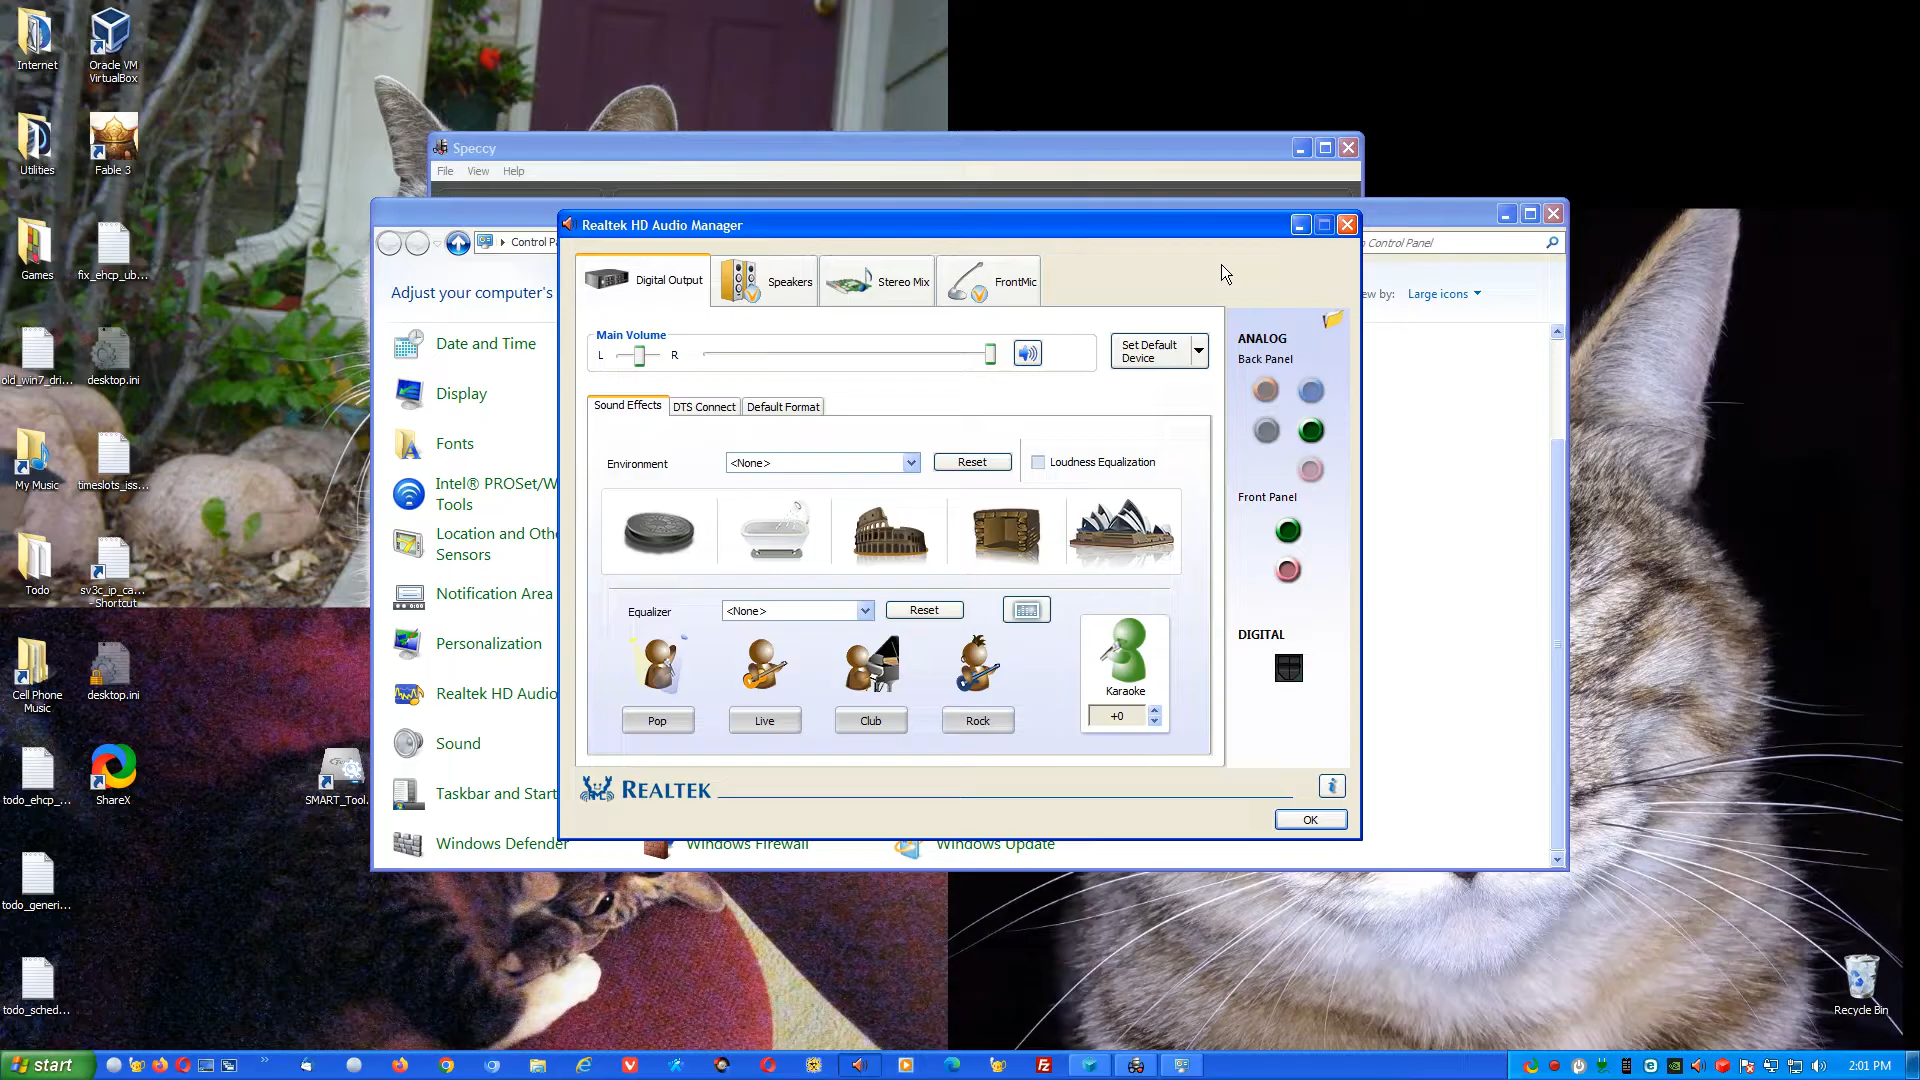 Internet
Oracle VM
VirtualBox
Utilities
Fable 3
Games
fix_ehcp_ub...
old_win7_dri...
desktop.ini
My Music
timeslots_iss...
Todo
sv3c_ip_ca...
- Shortcut
Cell Phone
Music
desktop.ini
todo_ehcp_...
ShareX
SMART_Tool.
todo_generi...
todo_sched...
Recycle Bin
Speccy
File
View
Help
Control P
Control Panel
Adjust your computer's
ew by:
Large icons
Date and Time
Display
Fonts
Intel® PROSet/W
Tools
Location and Oth
Sensors
Notification Area
Personalization
Realtek HD Audio
Sound
Taskbar and Start
Windows Defender
Windows Firewall
Windows Update
Realtek HD Audio Manager
Digital Output
Speakers
Stereo Mix
FrontMic
Main Volume
L
R
Set Default
Device
Sound Effects
DTS Connect
Default Format
Environment
<None>
Reset
Loudness Equalization
Equalizer
<None>
Reset
Pop
Live
Club
Rock
Karaoke
+0
ANALOG
Back Panel
Front Panel
DIGITAL
REALTEK
OK
start
2:01 PM